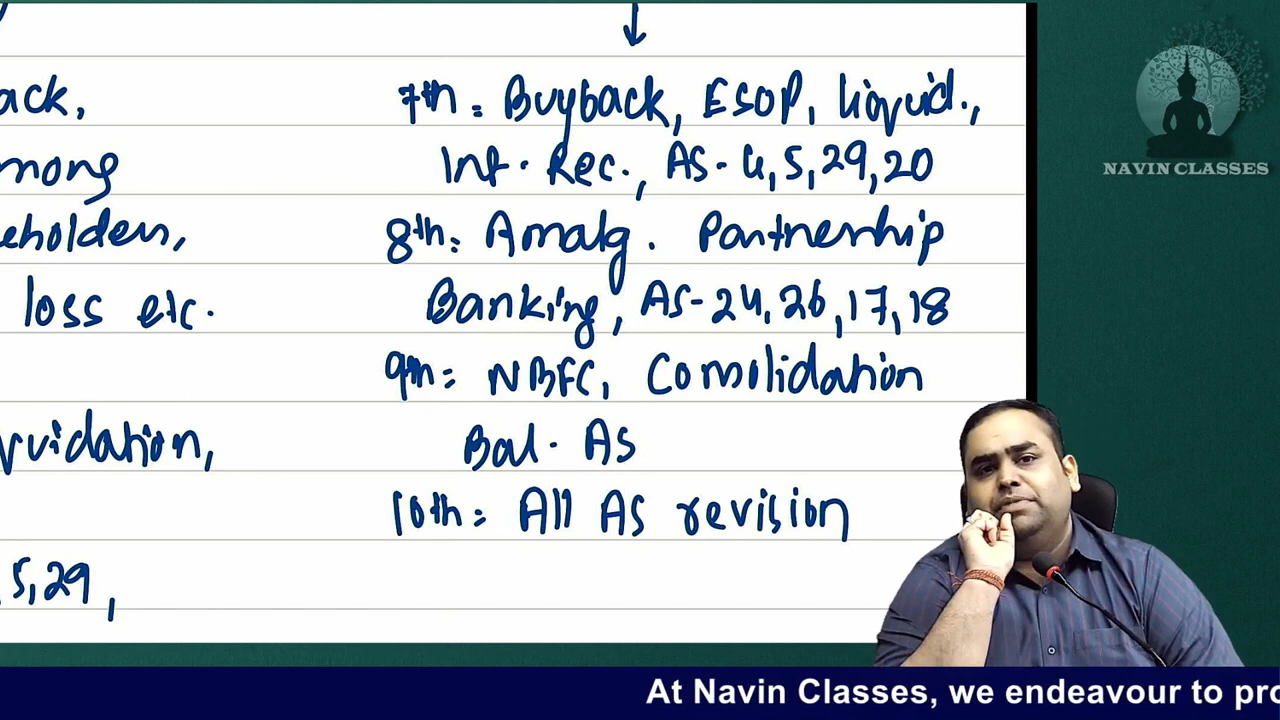 ack,
mong
eholders,
loss etc.
quidation,
5, 29,
7th: Buyback, ESOP, liquid.,
Int. Rec., AS- 4, 5, 29, 20
8th: Amalg. Partnership
Banking, AS- 24, 26, 17, 18
9th: NBFC, Consolidation
Bal. AS
10th: All AS revision
NAVIN CLASSES
At Navin Classes, we endeavour to pro